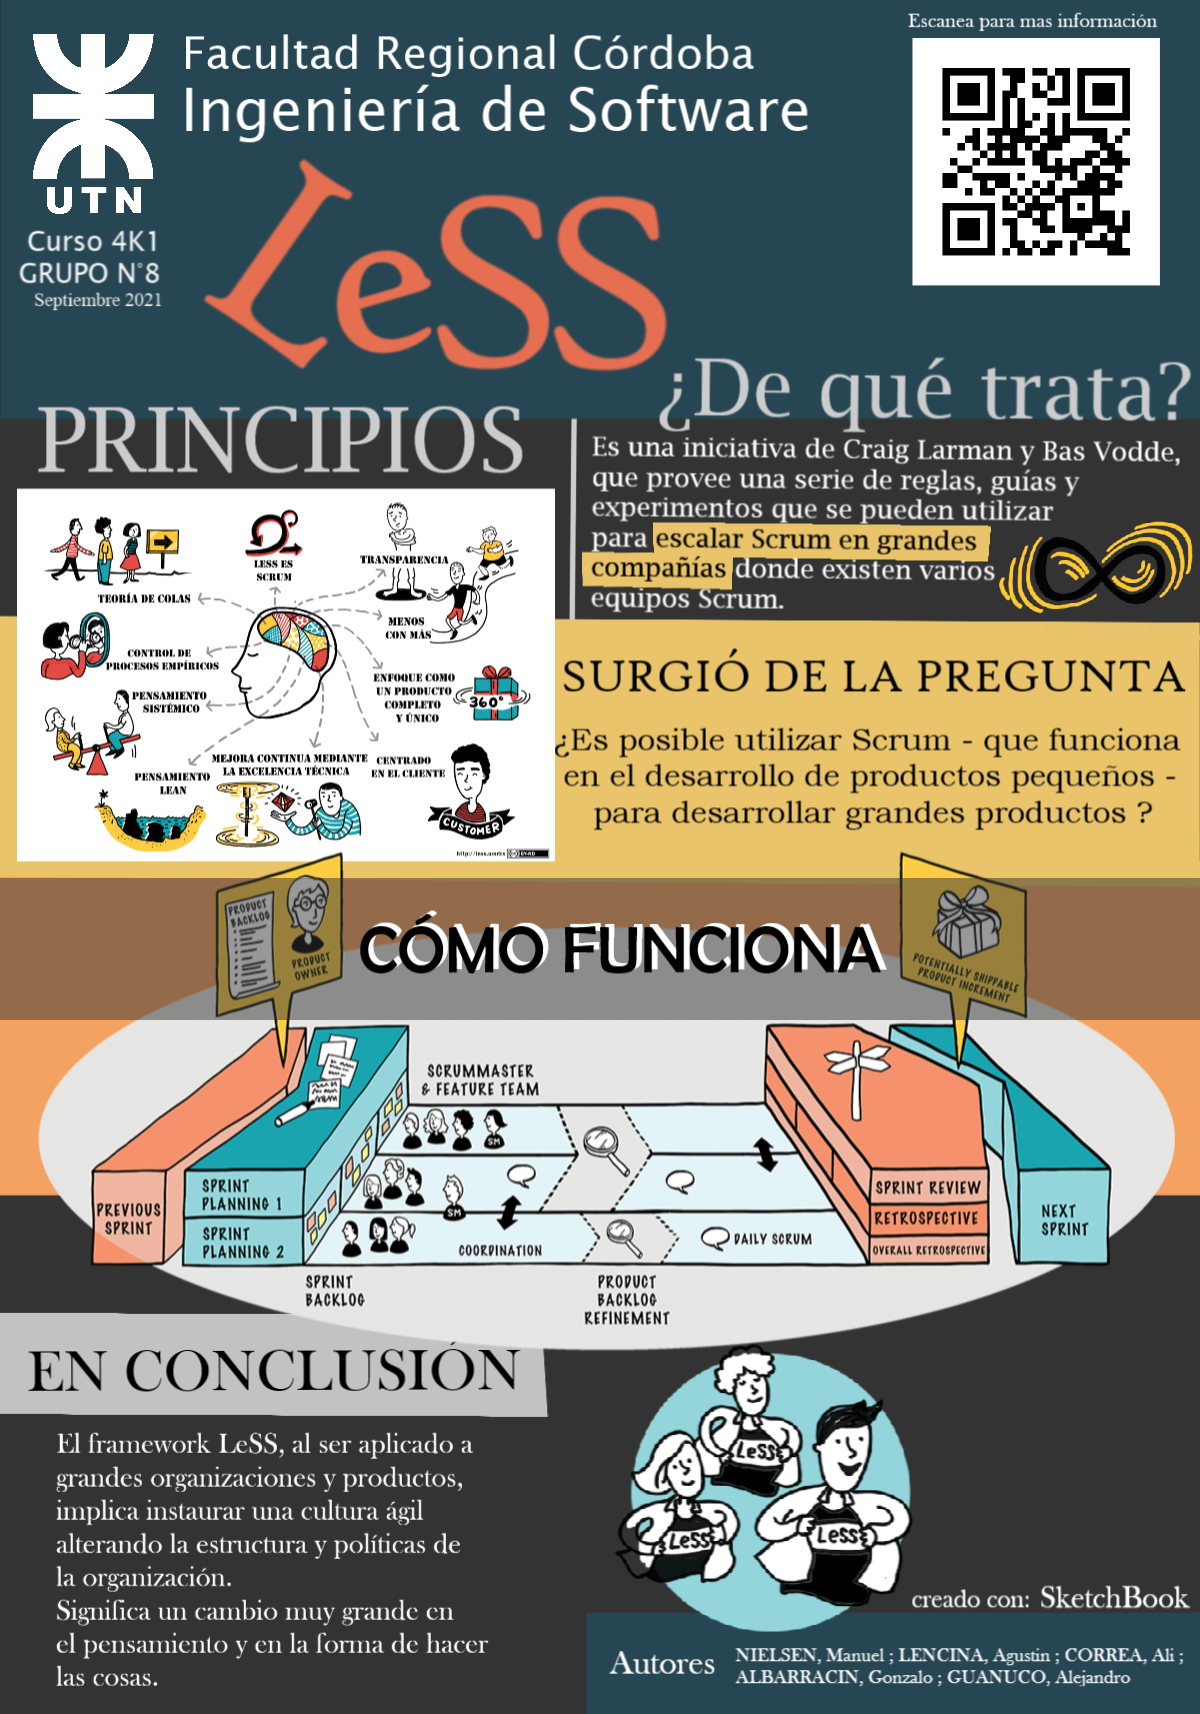 Escanea para mas información
Facultad Regional Córdoba
Ingeniería de Software
UTN
Curso 4K1
GRUPO N°8
Septiembre 2021
LeSS
¿De qué trata?
Es una iniciativa de Craig Larman y Bas Vodde,
que provee una serie de reglas, guías y
experimentos que se pueden utilizar
para escalar Scrum en grandes
compañías donde existen varios
equipos Scrum.
PRINCIPIOS
LESS ES
SCRUM
TRANSPARENCIA
TEORÍA DE COLAS
MENOS
CON MÁS
CONTROL DE
PROCESOS EMPÍRICOS
ENFOQUE COMO
UN PRODUCTO
COMPLETO
Y ÚNICO
360°
PENSAMIENTO
SISTÉMICO
MEJORA CONTINUA MEDIANTE
LA EXCELENCIA TÉCNICA
CENTRADO
EN EL CLIENTE
PENSAMIENTO
LEAN
CUSTOMER
http://less.works
CC BY-ND
SURGIÓ DE LA PREGUNTA
¿Es posible utilizar Scrum - que funciona
en el desarrollo de productos pequeños -
para desarrollar grandes productos ?
CÓMO FUNCIONA
PRODUCT
BACKLOG
PRODUCT
OWNER
POTENTIALLY SHIPPABLE
PRODUCT INCREMENT
SCRUMMASTER
& FEATURE TEAM
SM
SM
PREVIOUS
SPRINT
SPRINT
PLANNING 1
SPRINT
PLANNING 2
COORDINATION
DAILY SCRUM
SPRINT REVIEW
RETROSPECTIVE
OVERALL RETROSPECTIVE
NEXT
SPRINT
SPRINT
BACKLOG
PRODUCT
BACKLOG
REFINEMENT
EN CONCLUSIÓN
El framework LeSS, al ser aplicado a
grandes organizaciones y productos,
implica instaurar una cultura ágil
alterando la estructura y políticas de
la organización.
Significa un cambio muy grande en
el pensamiento y en la forma de hacer
las cosas.
LeSS
LeSS
LeSS
creado con: SketchBook
Autores
NIELSEN, Manuel ; LENCINA, Agustin ; CORREA, Ali ;
ALBARRACIN, Gonzalo ; GUANUCO, Alejandro